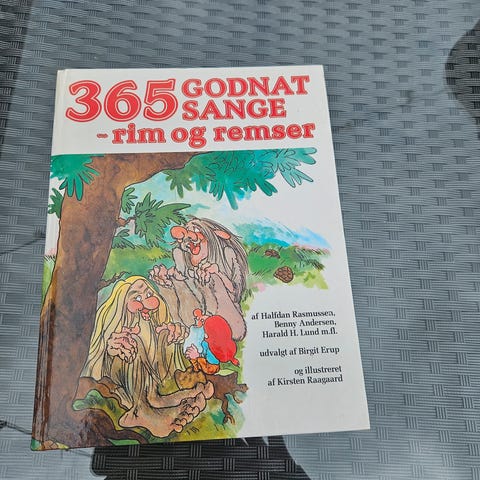 365 GODNAT
SANGE
- rim og remser
af Halfdan Rasmussen,
Benny Andersen,
Harald H. Lund m.fl.
udvalgt af Birgit Erup
og illustreret
af Kirsten Raagaard